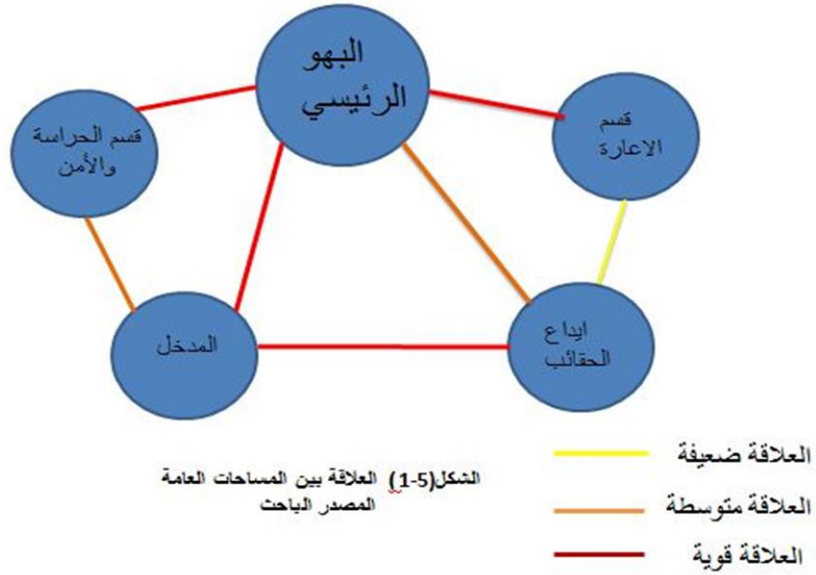 البهو
الرئيسي
قسم
الاعارة
قسم الحراسة
والأمن
ايداع
الحقائب
المدخل
العلاقة ضعيفة
العلاقة متوسطة
العلاقة قوية
الشكل(5-1) العلاقة بين المساحات العامة
المصدر الباحث